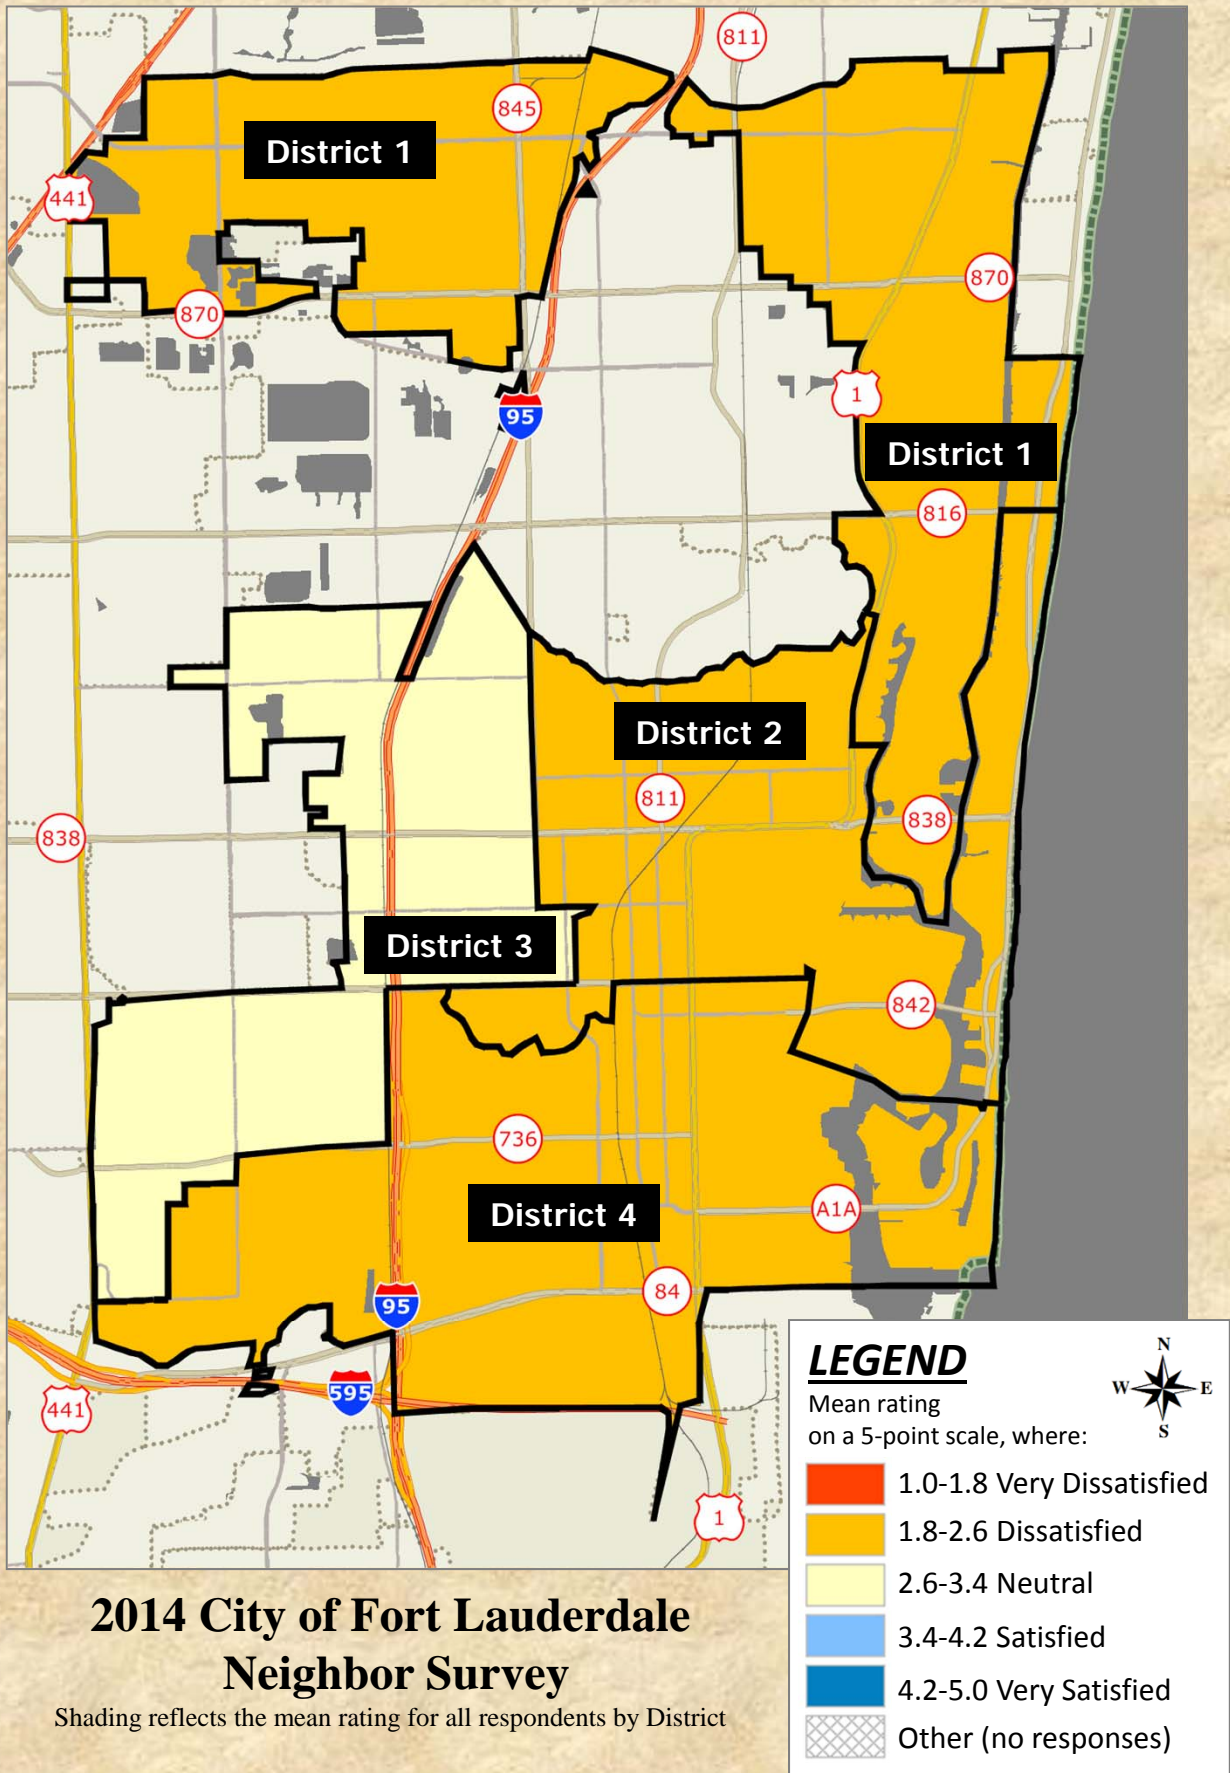 811
845
District 1
441
870
870
95
1
District 1
816
District 2
811
838
838
District 3
842
736
District 4
A1A
84
95
595
441
1
LEGEND
Mean rating
on a 5-point scale, where:
N
W E
S
1.0-1.8 Very Dissatisfied
1.8-2.6 Dissatisfied
2.6-3.4 Neutral
3.4-4.2 Satisfied
4.2-5.0 Very Satisfied
Other (no responses)
2014 City of Fort Lauderdale
Neighbor Survey
Shading reflects the mean rating for all respondents by District